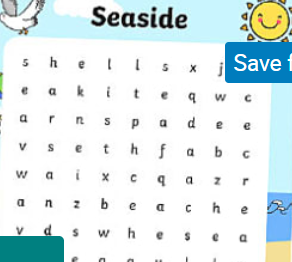 Seaside
s h e l l s x j
Save f
e a k i t e q w c
a r n s p a d e e
v s e t h f a b c
w a i x c q a z r
a n z b e a c h e
v d s w h e s e a